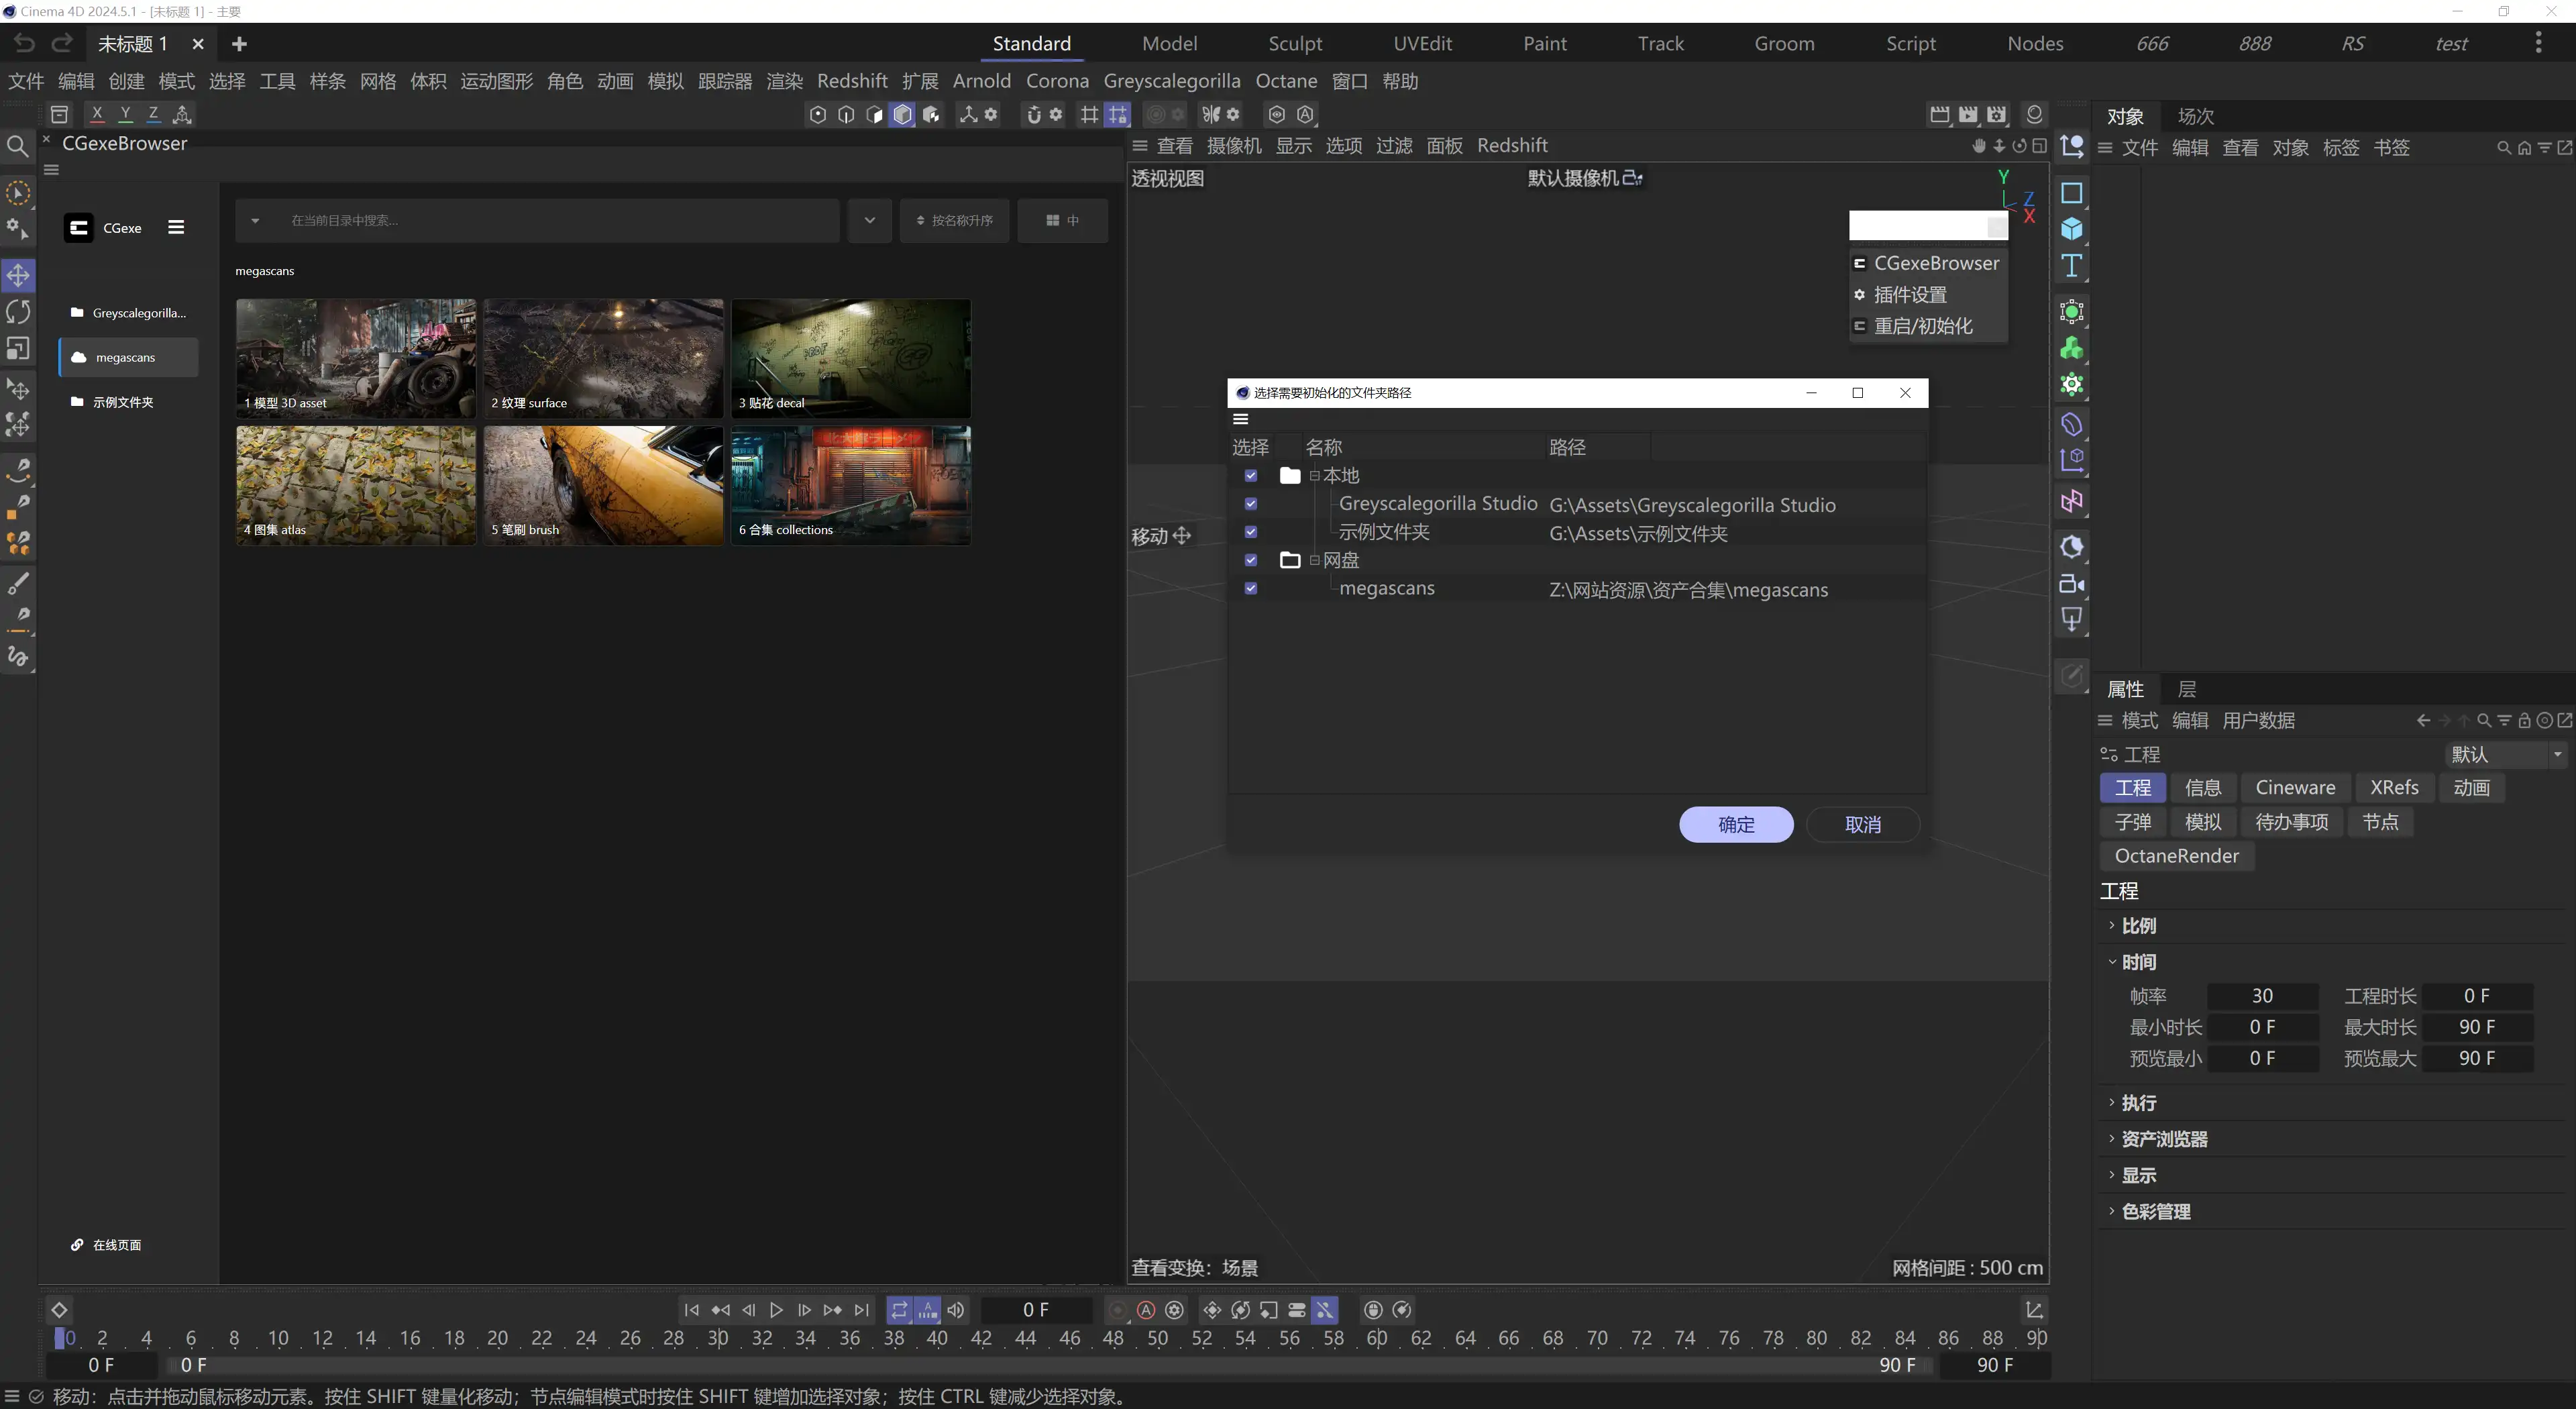 Cinema 4D 2024.5.1 - [未标题 1] - 主要
未标题 1
Standard Model Sculpt UVEdit Paint Track Groom Script Nodes 666 888 RS test
文件 编辑 创建 模式 选择 工具 样条 网格 体积 运动图形 角色 动画 模拟 跟踪器 渲染 Redshift 扩展 Arnold Corona Greyscalegorilla Octane 窗口 帮助
X Y Z
CGexeBrowser
CGexe
Greyscalegorilla...
megascans
示例文件夹
在线页面
在当前目录中搜索...
按名称升序
中
megascans
1 模型 3D asset
2 纹理 surface
3 贴花 decal
4 图集 atlas
5 笔刷 brush
6 合集 collections
查看 摄像机 显示 选项 过滤 面板 Redshift
透视视图
默认摄像机
Y
Z
X
CGexeBrowser
插件设置
重启/初始化
移动
选择需要初始化的文件夹路径
选择 名称 路径
本地
Greyscalegorilla Studio G:\Assets\Greyscalegorilla Studio
示例文件夹 G:\Assets\示例文件夹
网盘
megascans Z:\网站资源\资产合集\megascans
确定 取消
查看变换：场景
网格间距 : 500 cm
对象 场次
文件 编辑 查看 对象 标签 书签
属性 层
模式 编辑 用户数据
工程 默认
工程 信息 Cineware XRefs 动画
子弹 模拟 待办事项 节点
OctaneRender
工程
比例
时间
帧率 30 工程时长 0 F
最小时长 0 F 最大时长 90 F
预览最小 0 F 预览最大 90 F
执行
资产浏览器
显示
色彩管理
0 F
0 2 4 6 8 10 12 14 16 18 20 22 24 26 28 30 32 34 36 38 40 42 44 46 48 50 52 54 56 58 60 62 64 66 68 70 72 74 76 78 80 82 84 86 88 90
0 F 0 F 90 F 90 F
移动：点击并拖动鼠标移动元素。按住 SHIFT 键量化移动；节点编辑模式时按住 SHIFT 键增加选择对象；按住 CTRL 键减少选择对象。